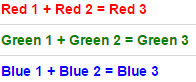 Red 1 + Red 2 = Red 3
Green 1 + Green 2 = Green 3
Blue 1 + Blue 2 = Blue 3